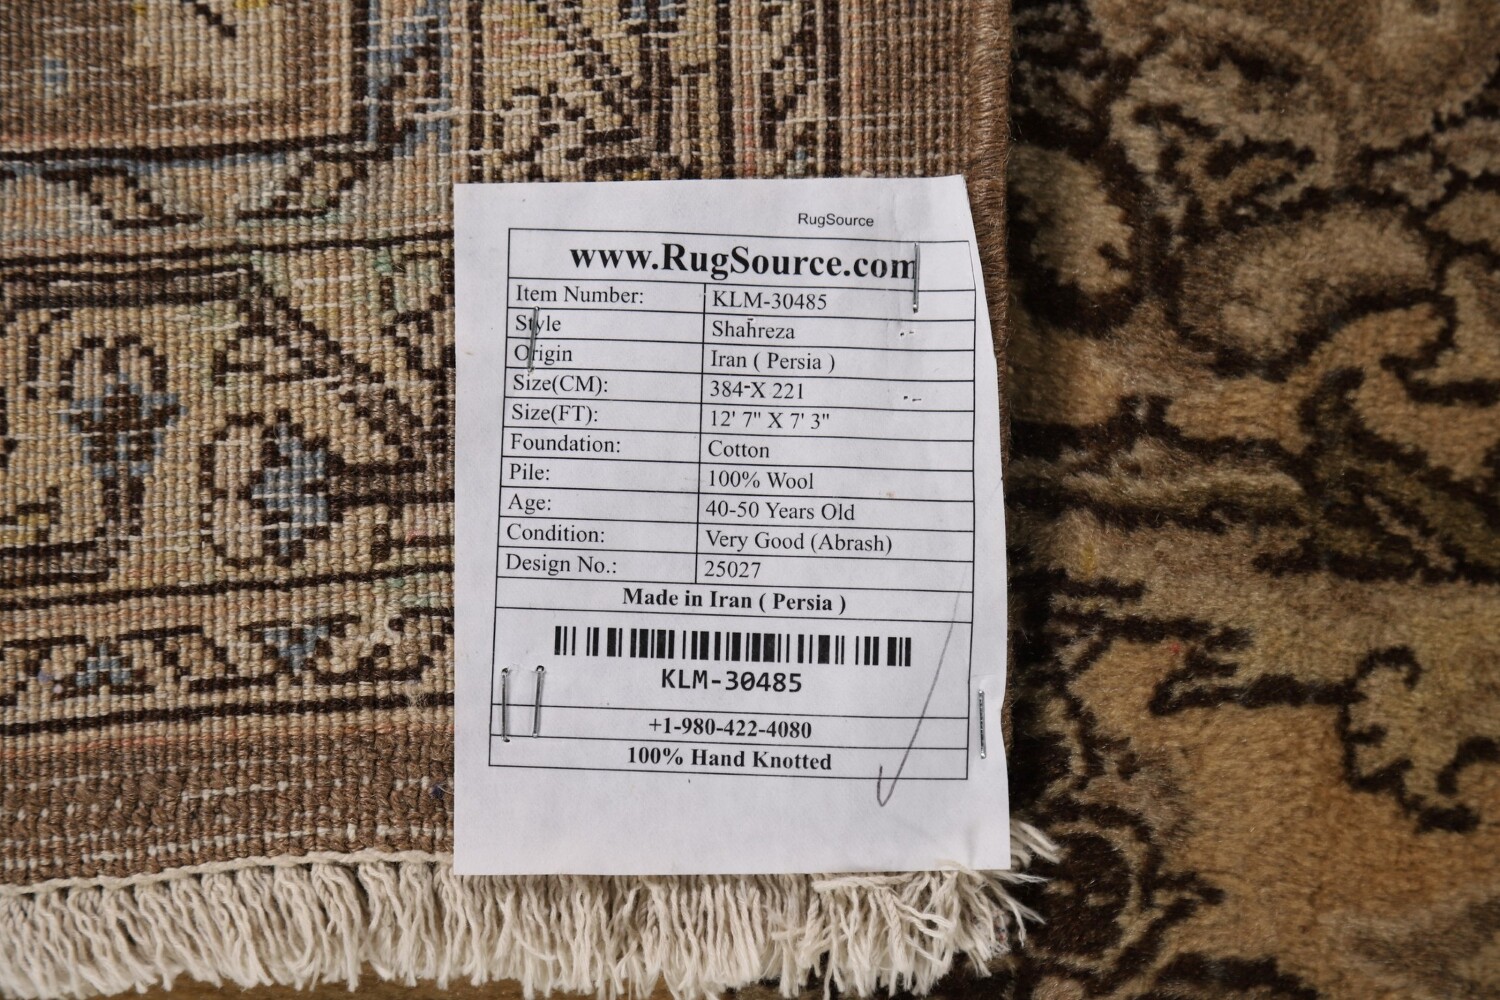 RugSource
www.RugSource.com
Item Number: KLM-30485
Style Shahreza
Origin Iran ( Persia )
Size(CM): 384 X 221
Size(FT): 12' 7" X 7' 3"
Foundation: Cotton
Pile: 100% Wool
Age: 40-50 Years Old
Condition: Very Good (Abrash)
Design No.: 25027
Made in Iran ( Persia )
KLM-30485
+1-980-422-4080
100% Hand Knotted